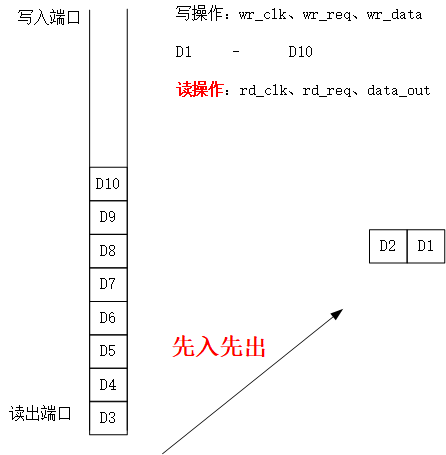 写入端口
写操作：wr_clk、wr_req、wr_data
D1 - D10
读操作：rd_clk、rd_req、data_out
D10
D9
D8
D2 D1
D7
D6
先入先出
D5
D4
读出端口
D3